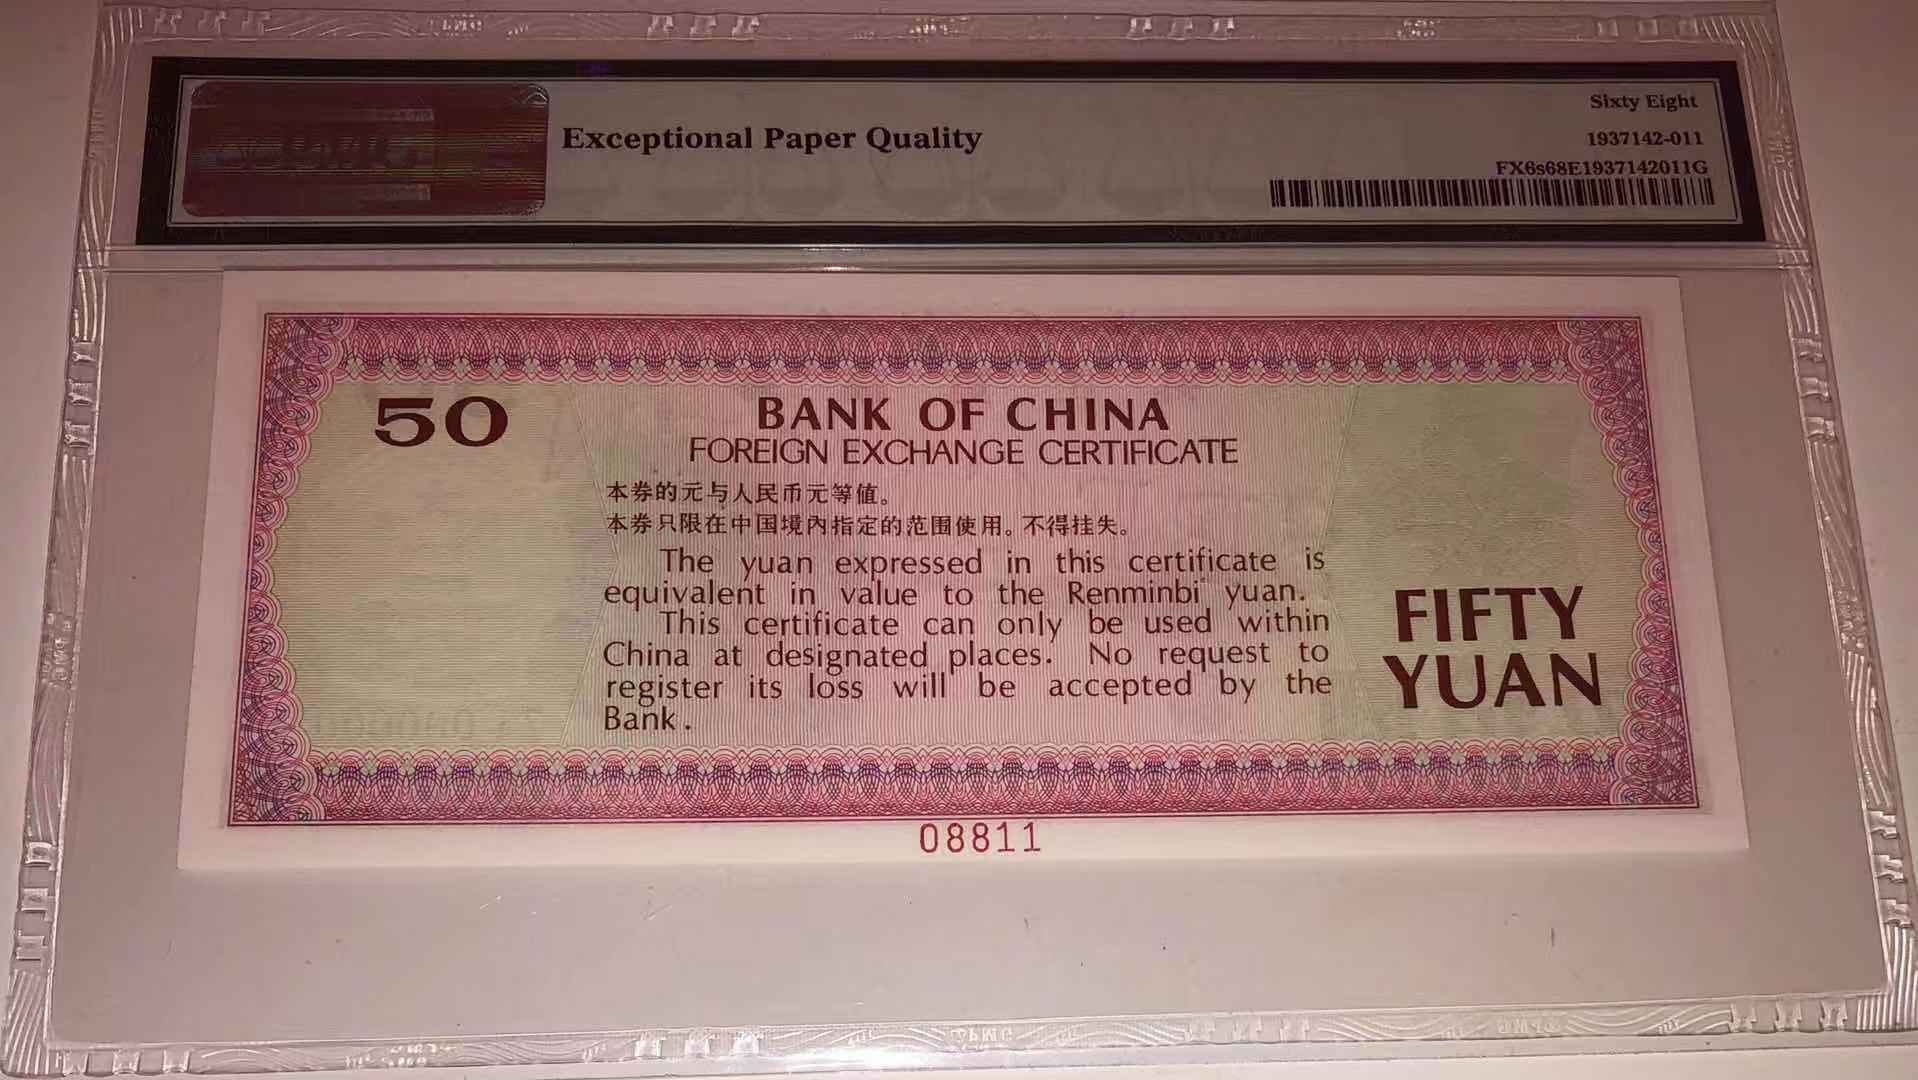 Exceptional Paper Quality
Sixty Eight
1937142-011
FX6s68E1937142011G
50
BANK OF CHINA
FOREIGN EXCHANGE CERTIFICATE
本券的元与人民币元等值。
本券只限在中国境内指定的范围使用。不得挂失。
The yuan expressed in this certificate is
equivalent in value to the Renminbi yuan.
This certificate can only be used within
China at designated places. No request to
register its loss will be accepted by the
Bank.
FIFTY
YUAN
08811